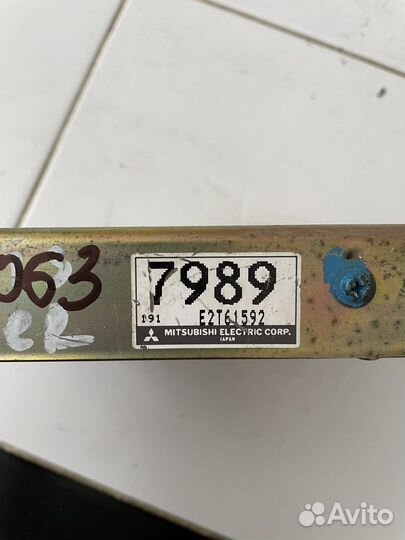 063
7989
191 E2T61592
MITSUBISHI ELECTRIC CORP.
JAPAN
Avito